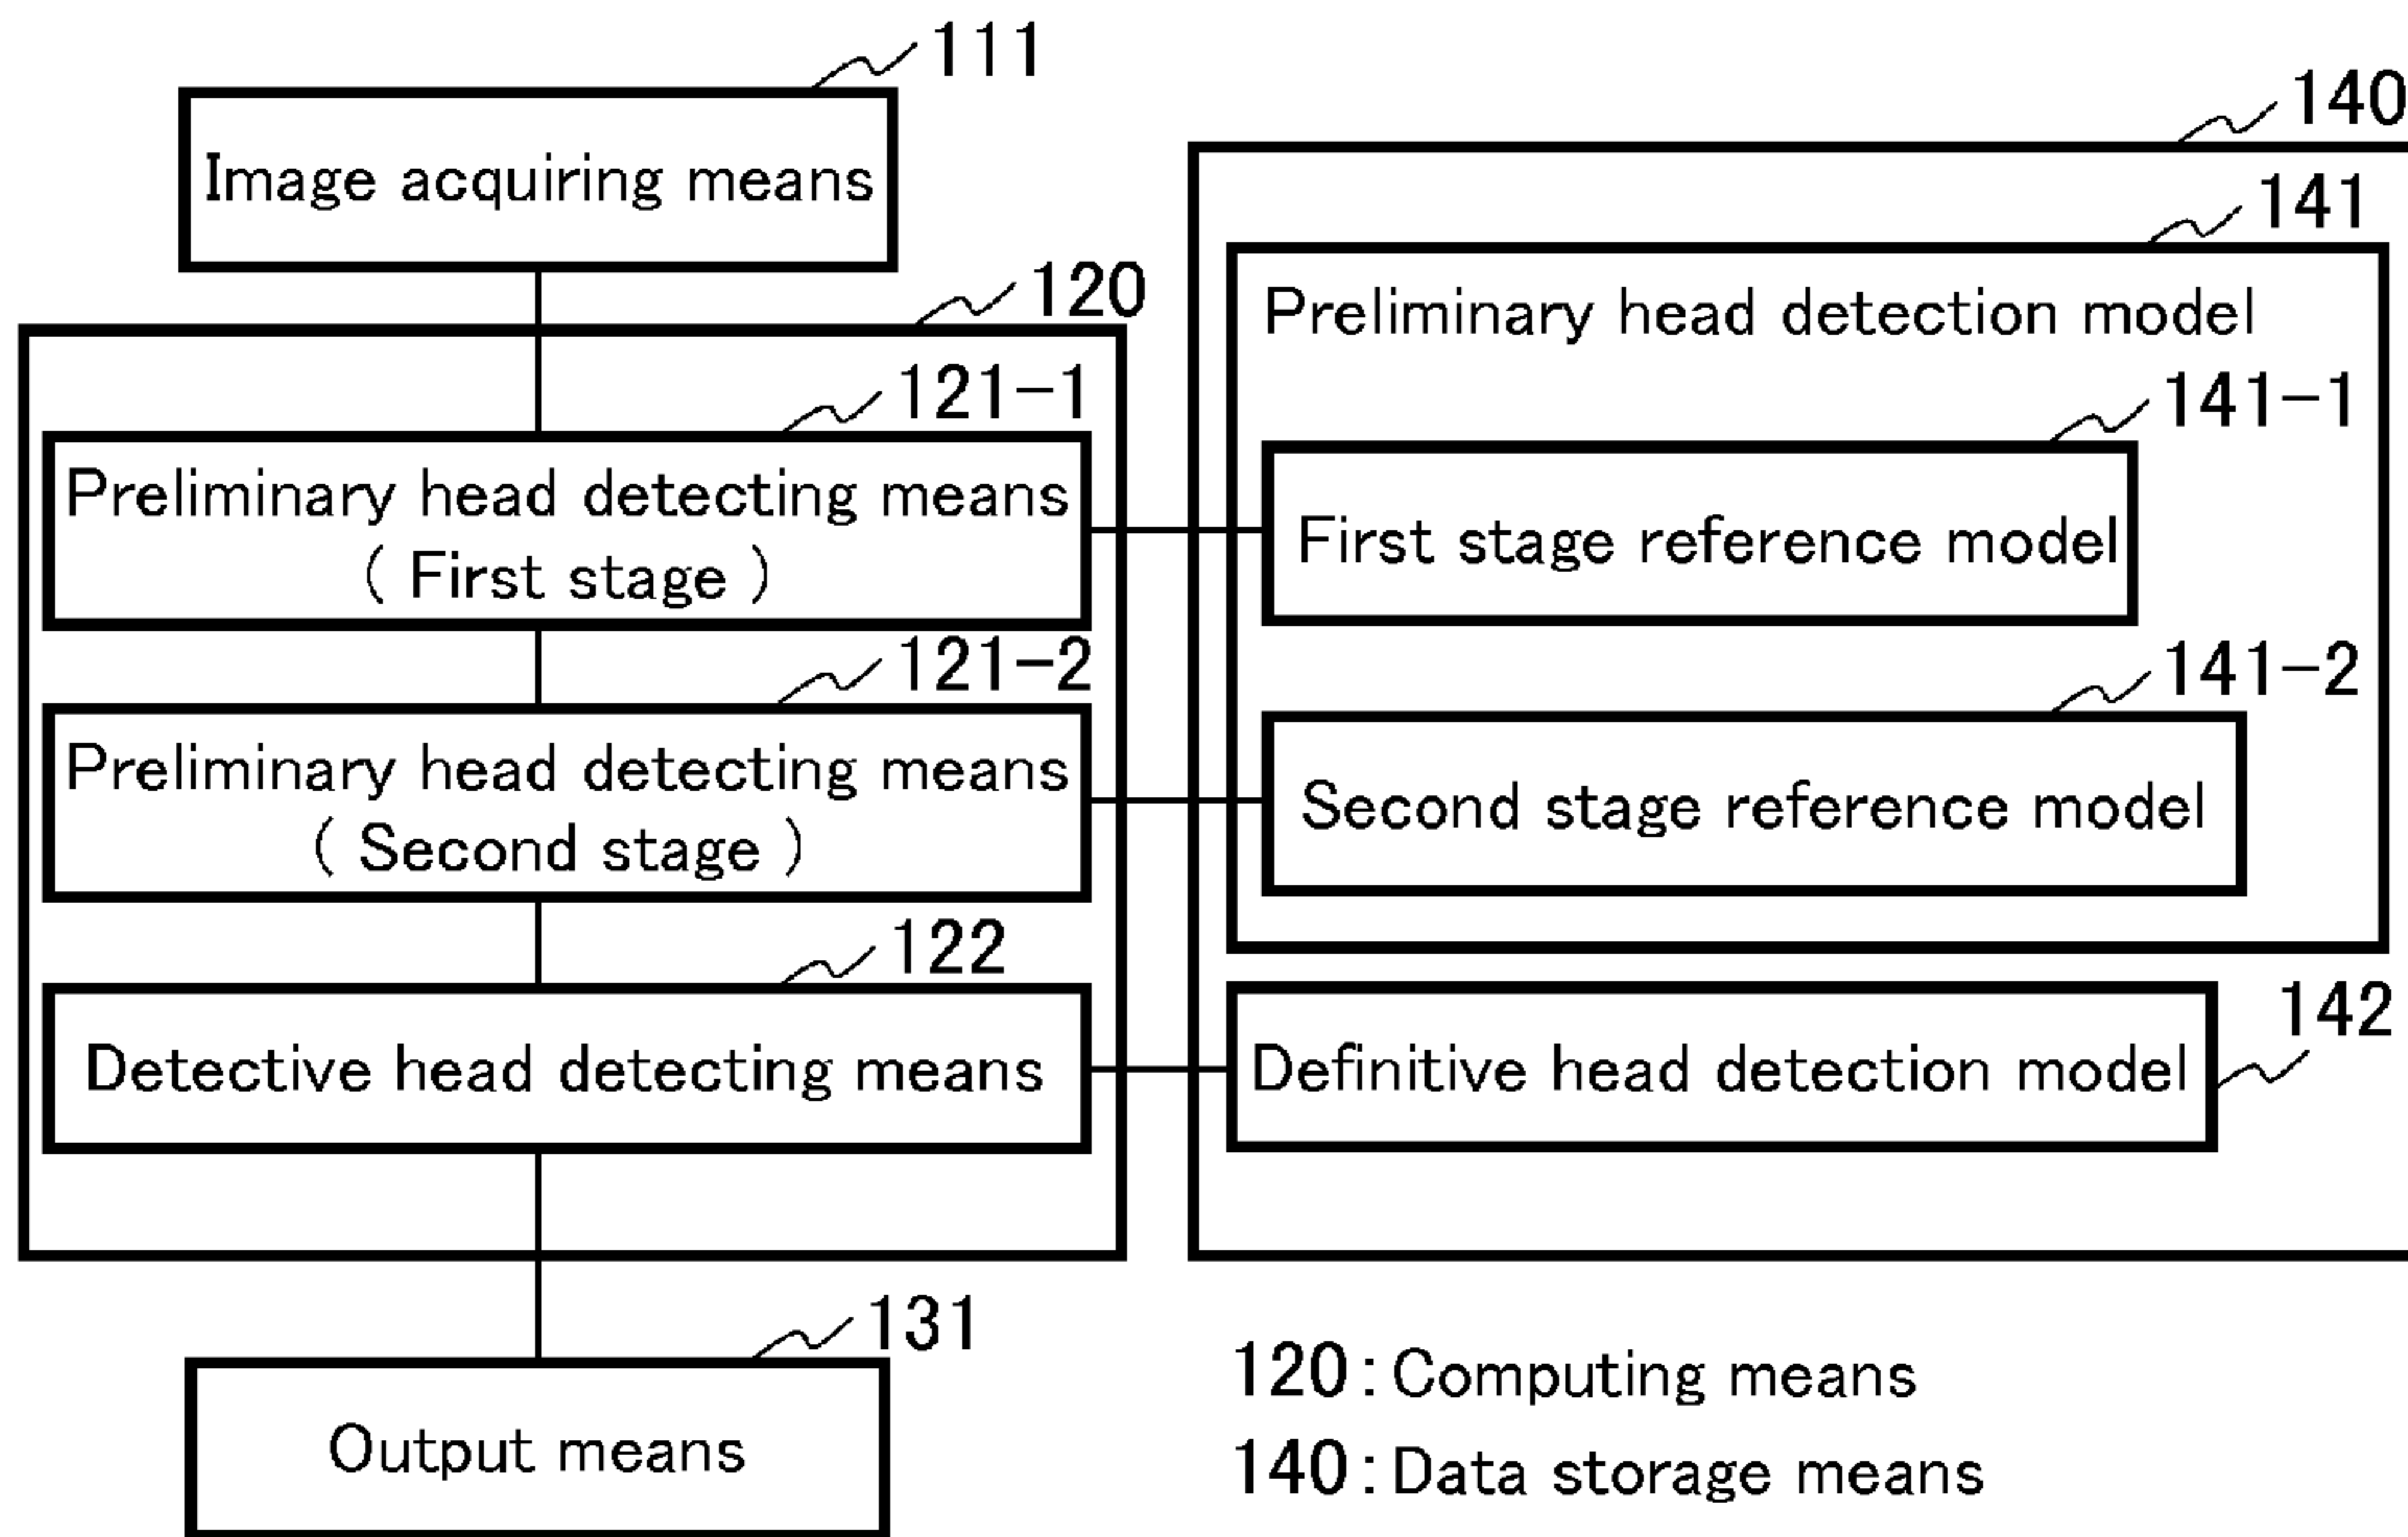 111
Image acquiring means
120
121-1
Preliminary head detecting means
( First stage )
121-2
Preliminary head detecting means
( Second stage )
122
Detective head detecting means
131
Output means
140
141
Preliminary head detection model
141-1
First stage reference model
141-2
Second stage reference model
142
Definitive head detection model
120 : Computing means
140 : Data storage means